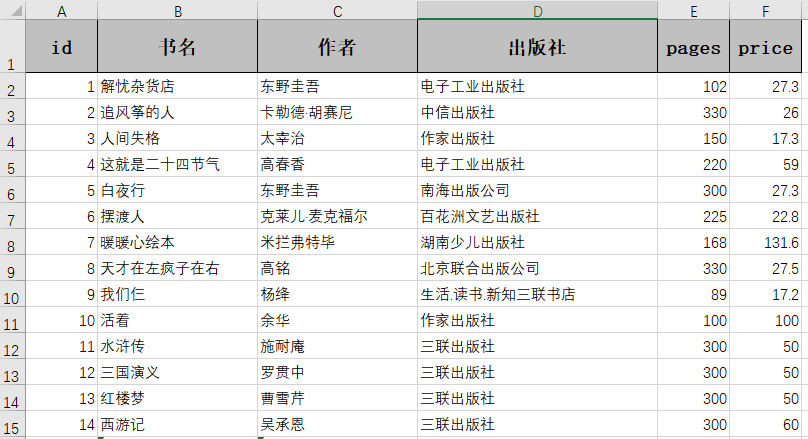 A B C D E F
1 id 书名 作者 出版社 pages price
2 1 解忧杂货店 东野圭吾 电子工业出版社 102 27.3
3 2 追风筝的人 卡勒德·胡赛尼 中信出版社 330 26
4 3 人间失格 太宰治 作家出版社 150 17.3
5 4 这就是二十四节气 高春香 电子工业出版社 220 59
6 5 白夜行 东野圭吾 南海出版公司 300 27.3
7 6 摆渡人 克莱儿·麦克福尔 百花洲文艺出版社 225 22.8
8 7 暖暖心绘本 米拦弗特毕 湖南少儿出版社 168 131.6
9 8 天才在左疯子在右 高铭 北京联合出版公司 330 27.5
10 9 我们仨 杨绛 生活.读书.新知三联书店 89 17.2
11 10 活着 余华 作家出版社 100 100
12 11 水浒传 施耐庵 三联出版社 300 50
13 12 三国演义 罗贯中 三联出版社 300 50
14 13 红楼梦 曹雪芹 三联出版社 300 50
15 14 西游记 吴承恩 三联出版社 300 60